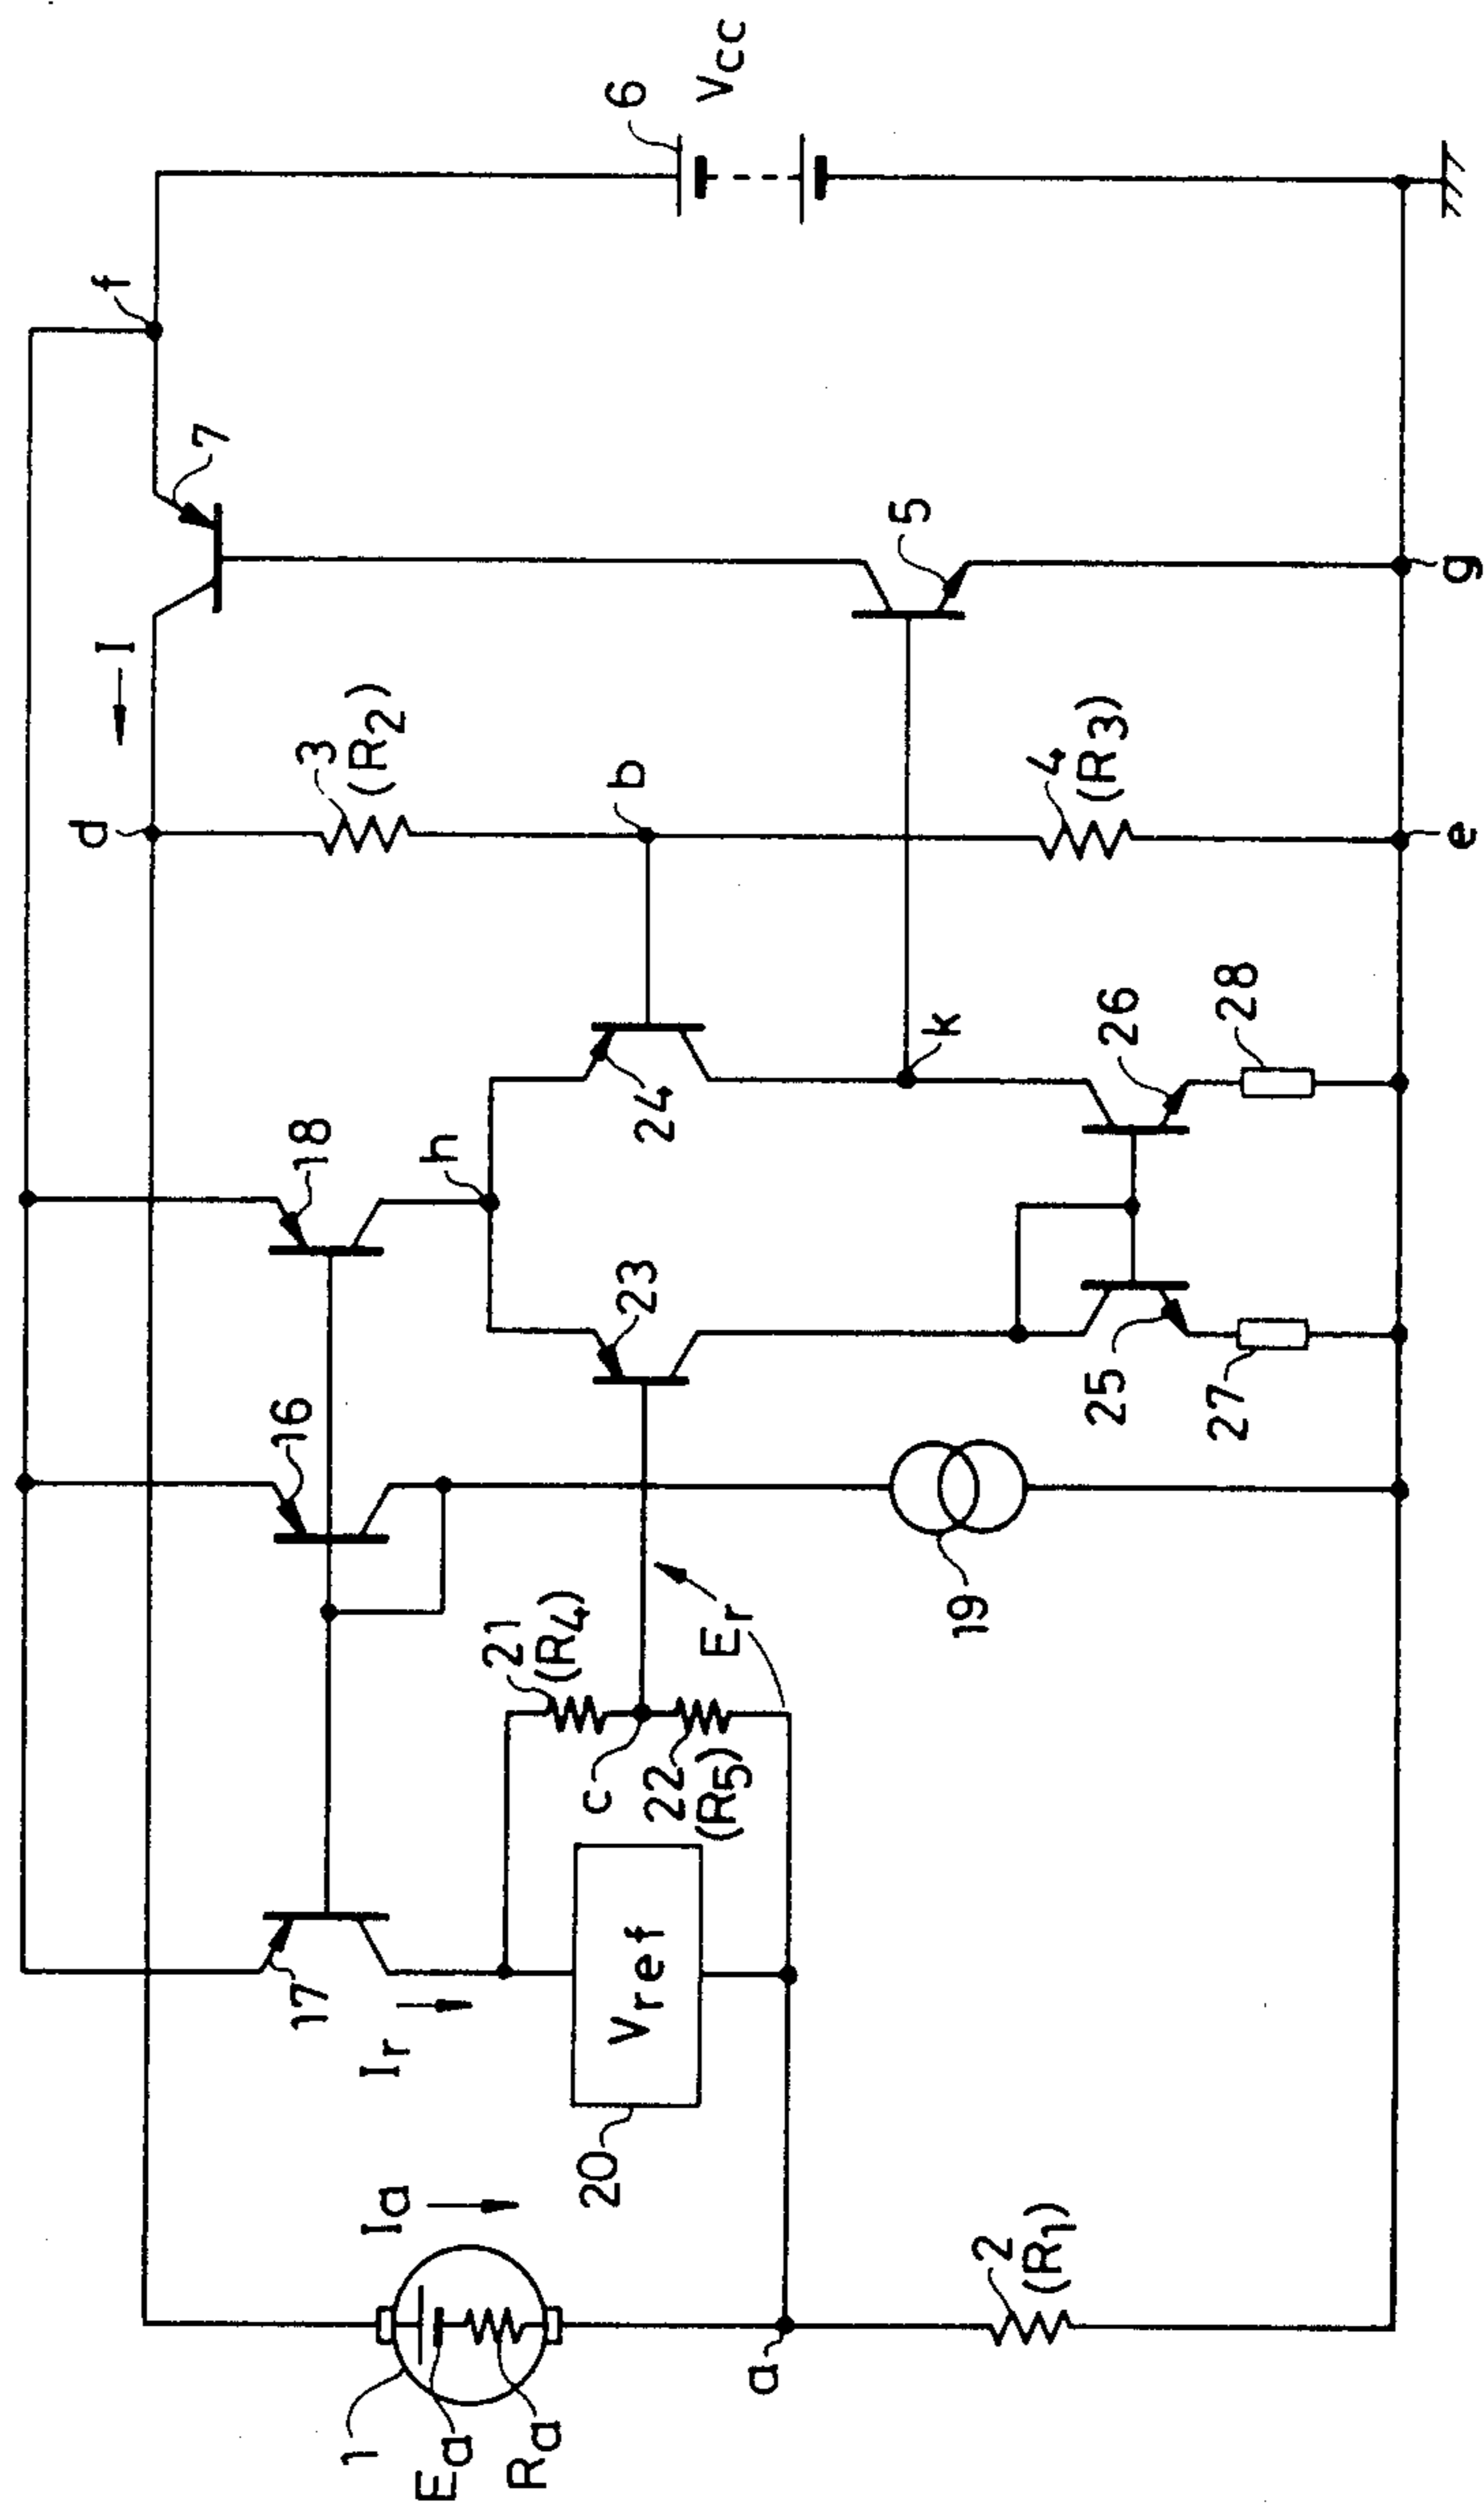 f
6
Vcc
7
I
d
3
(R2)
b
5
4
(R3)
g
e
18
h
24
k
26
28
16
23
25
27
21
(R4)
c
22
(R5)
Er
19
17
Ir
Vref
20
Ia
1
Ea
Ra
a
2
(R1)